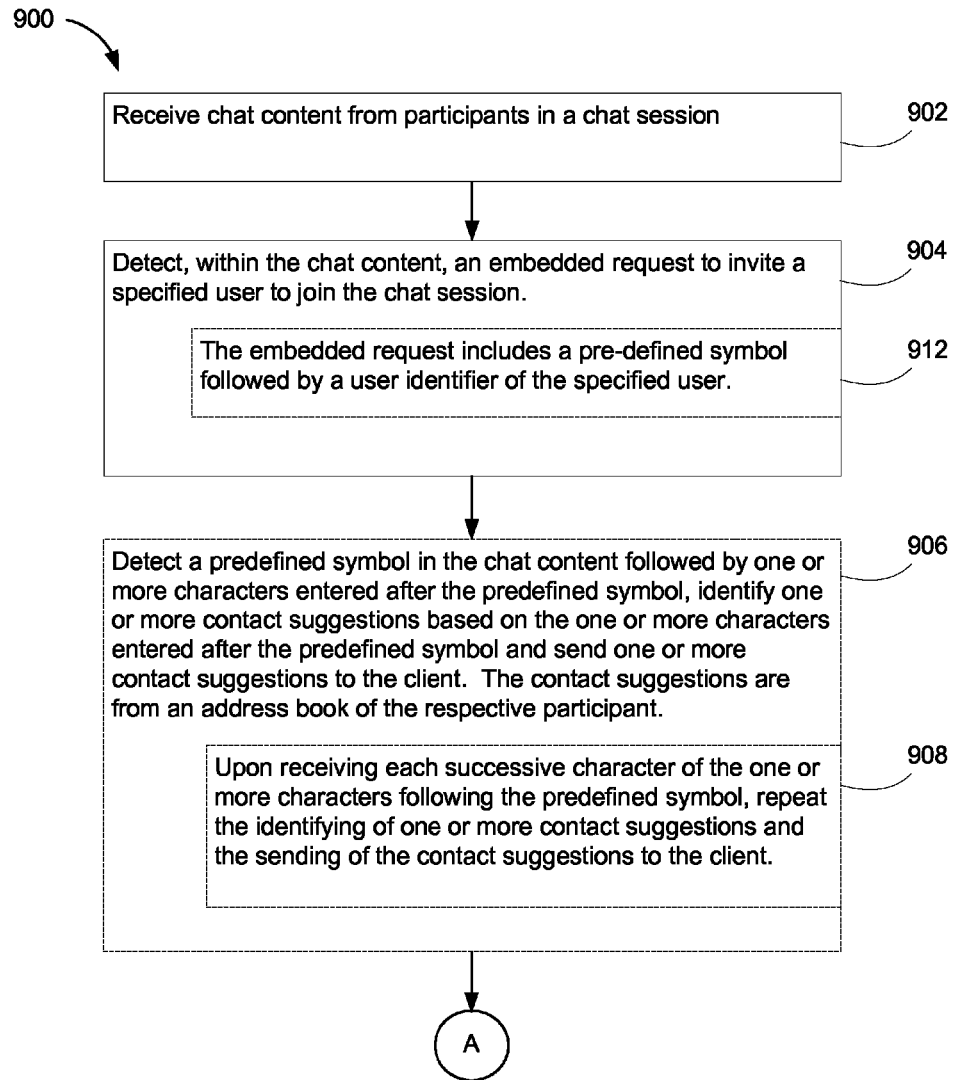 900
Receive chat content from participants in a chat session
902
Detect, within the chat content, an embedded request to invite a
specified user to join the chat session.
904
The embedded request includes a pre-defined symbol
followed by a user identifier of the specified user.
912
Detect a predefined symbol in the chat content followed by one or
more characters entered after the predefined symbol, identify one
or more contact suggestions based on the one or more characters
entered after the predefined symbol and send one or more
contact suggestions to the client.  The contact suggestions are
from an address book of the respective participant.
906
Upon receiving each successive character of the one or
more characters following the predefined symbol, repeat
the identifying of one or more contact suggestions and
the sending of the contact suggestions to the client.
908
A